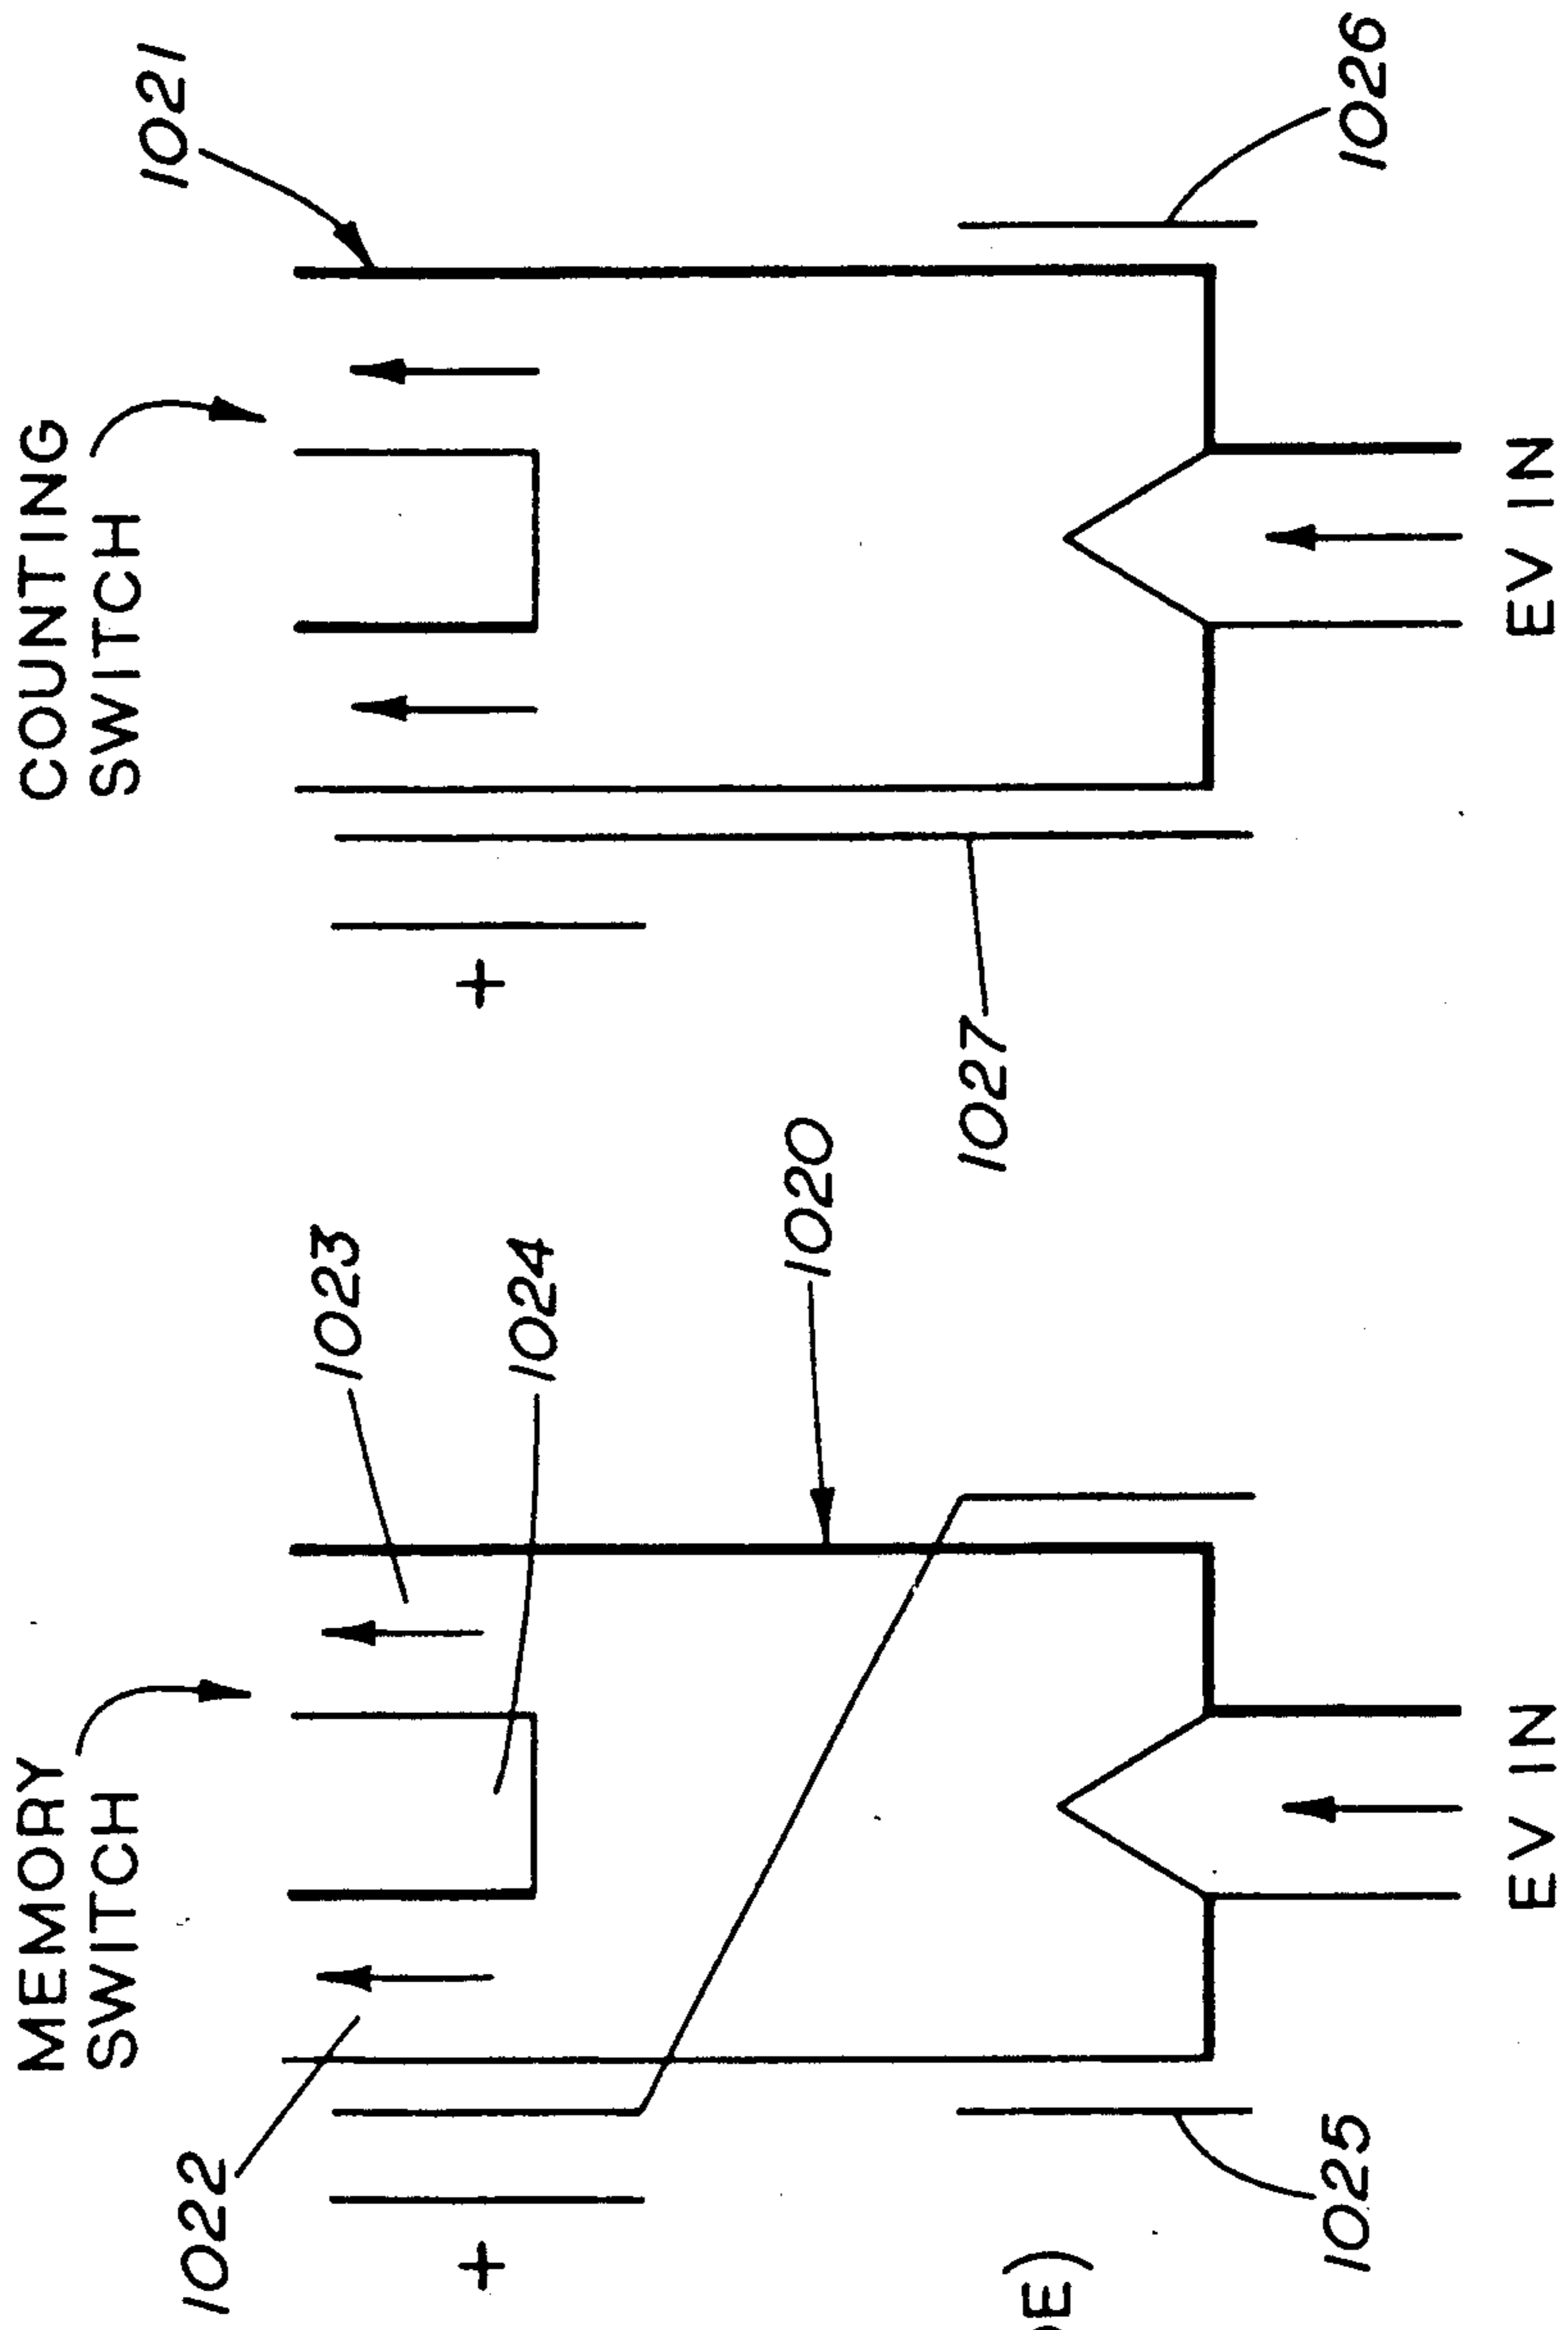 MEMORY
SWITCH
1022
1023
1024
1020
+
1025
EV IN
COUNTING
SWITCH
1021
+
1027
1026
EV IN